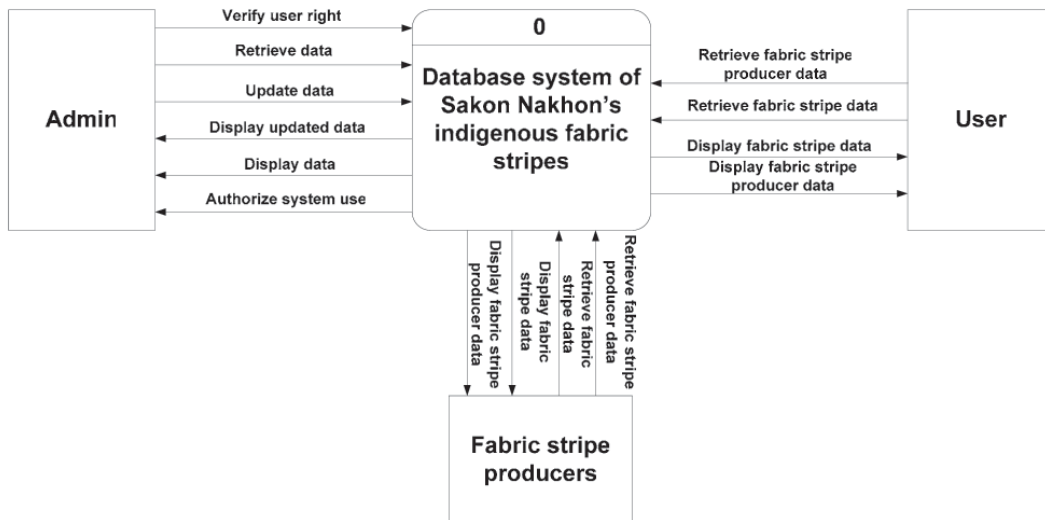 Verify user right
Retrieve data
Update data
Display updated data
Display data
Authorize system use
Admin
0
Database system of
Sakon Nakhon’s
indigenous fabric
stripes
Retrieve fabric stripe
producer data
Retrieve fabric stripe data
Display fabric stripe data
Display fabric stripe
producer data
User
Display fabric stripe
producer data
Display fabric
stripe data
Retrieve fabric
stripe data
Retrieve fabric stripe
producer data
Fabric stripe
producers